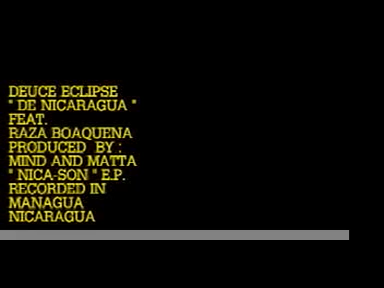 DEUCE ECLIPSE
" DE NICARAGUA "
FEAT.
RAZA BOAQUENA
PRODUCED BY :
MIND AND MATTA
" NICA-SON " E.P.
RECORDED IN
MANAGUA
NICARAGUA